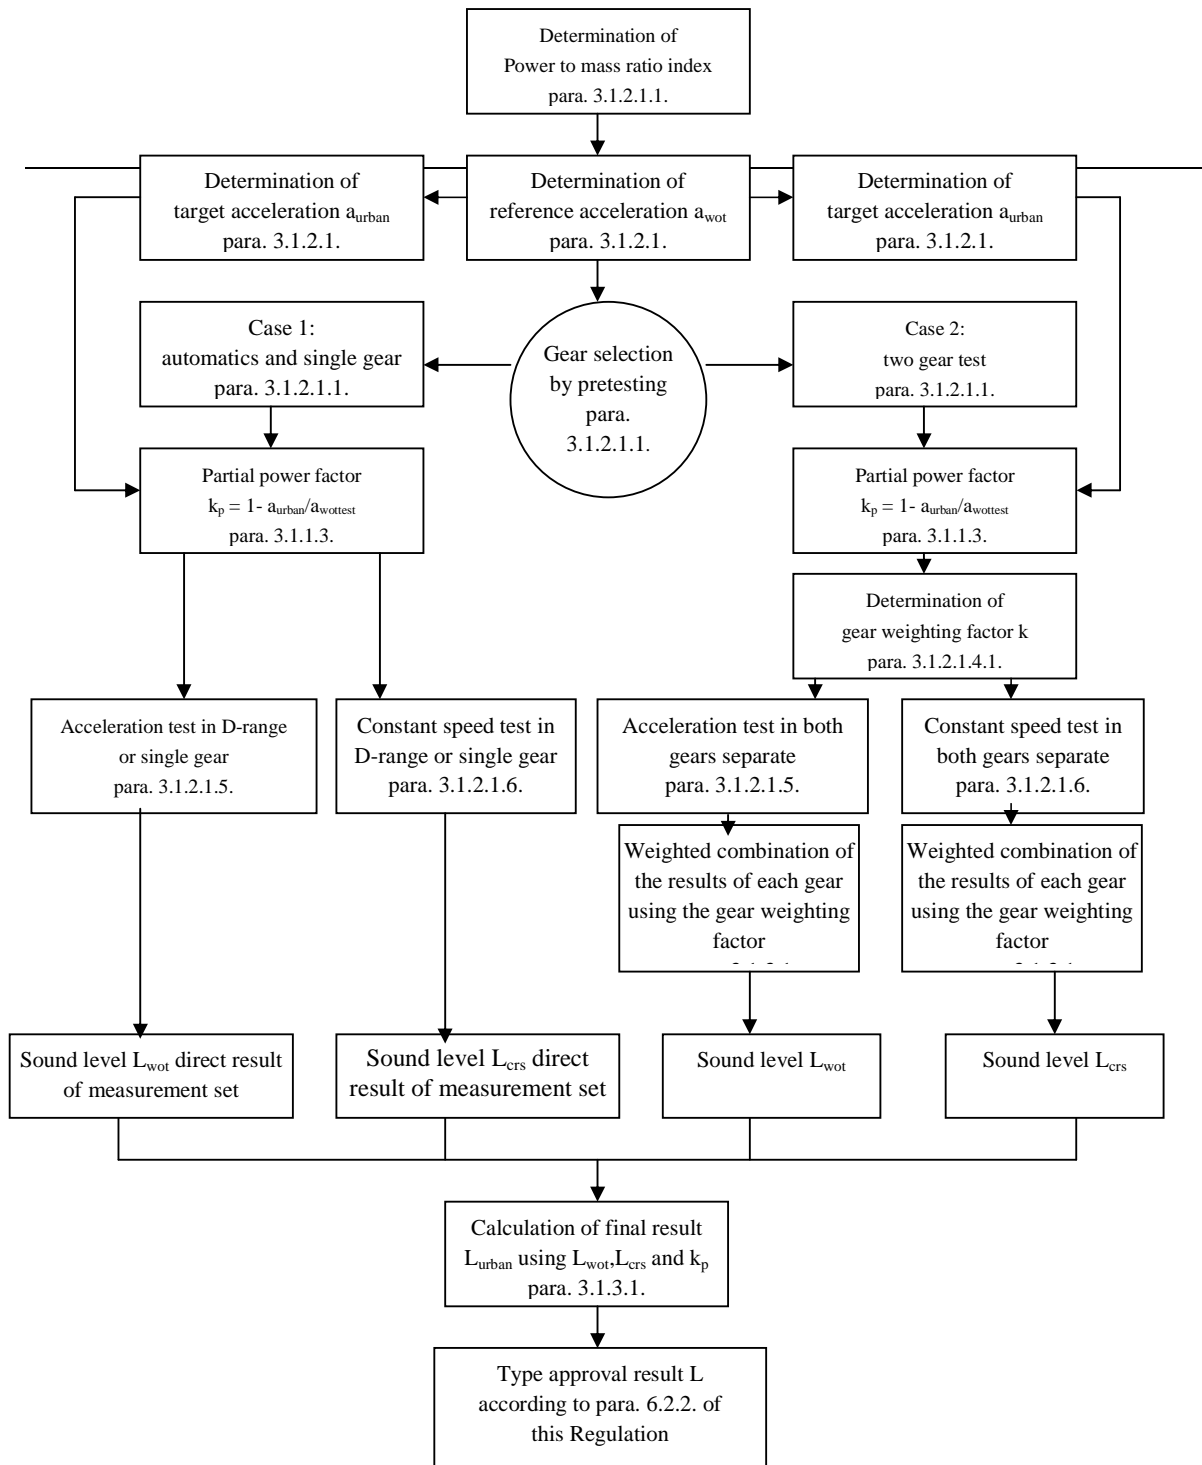 Determination of
Power to mass ratio index
para. 3.1.2.1.1.
Determination of
target acceleration a_urban
para. 3.1.2.1.
Determination of
reference acceleration a_wot
para. 3.1.2.1.
Determination of
target acceleration a_urban
para. 3.1.2.1.
Case 1:
automatics and single gear
para. 3.1.2.1.1.
Gear selection
by pretesting
para.
3.1.2.1.1.
Case 2:
two gear test
para. 3.1.2.1.1.
Partial power factor
k_p = 1- a_urban/a_wottest
para. 3.1.1.3.
Partial power factor
k_p = 1- a_urban/a_wottest
para. 3.1.1.3.
Determination of
gear weighting factor k
para. 3.1.2.1.4.1.
Acceleration test in D-range
or single gear
para. 3.1.2.1.5.
Constant speed test in
D-range or single gear
para. 3.1.2.1.6.
Acceleration test in both
gears separate
para. 3.1.2.1.5.
Constant speed test in
both gears separate
para. 3.1.2.1.6.
Weighted combination of
the results of each gear
using the gear weighting
factor
Weighted combination of
the results of each gear
using the gear weighting
factor
Sound level L_wot direct result
of measurement set
Sound level L_crs direct
result of measurement set
Sound level L_wot
Sound level L_crs
Calculation of final result
L_urban using L_wot,L_crs and k_p
para. 3.1.3.1.
Type approval result L
according to para. 6.2.2. of
this Regulation